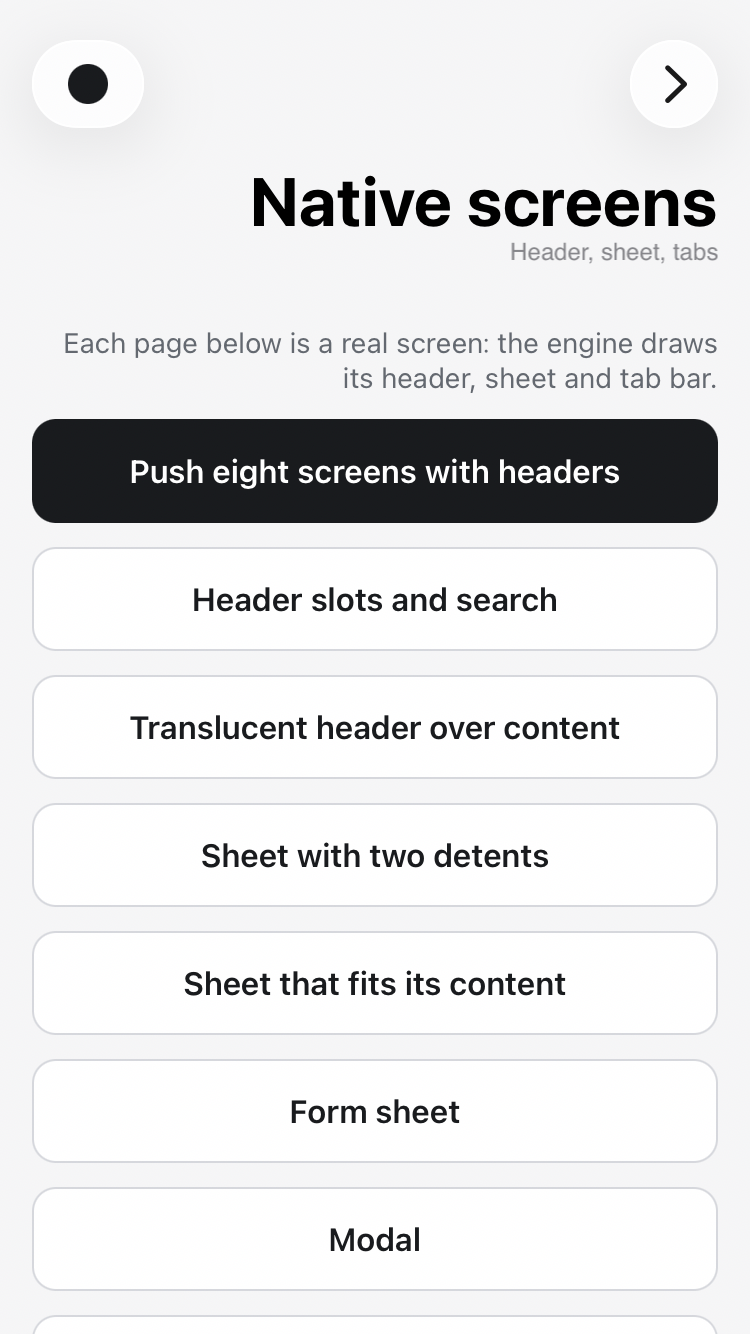 Native screens
Header, sheet, tabs
Each page below is a real screen: the engine draws
its header, sheet and tab bar.
Push eight screens with headers
Header slots and search
Translucent header over content
Sheet with two detents
Sheet that fits its content
Form sheet
Modal